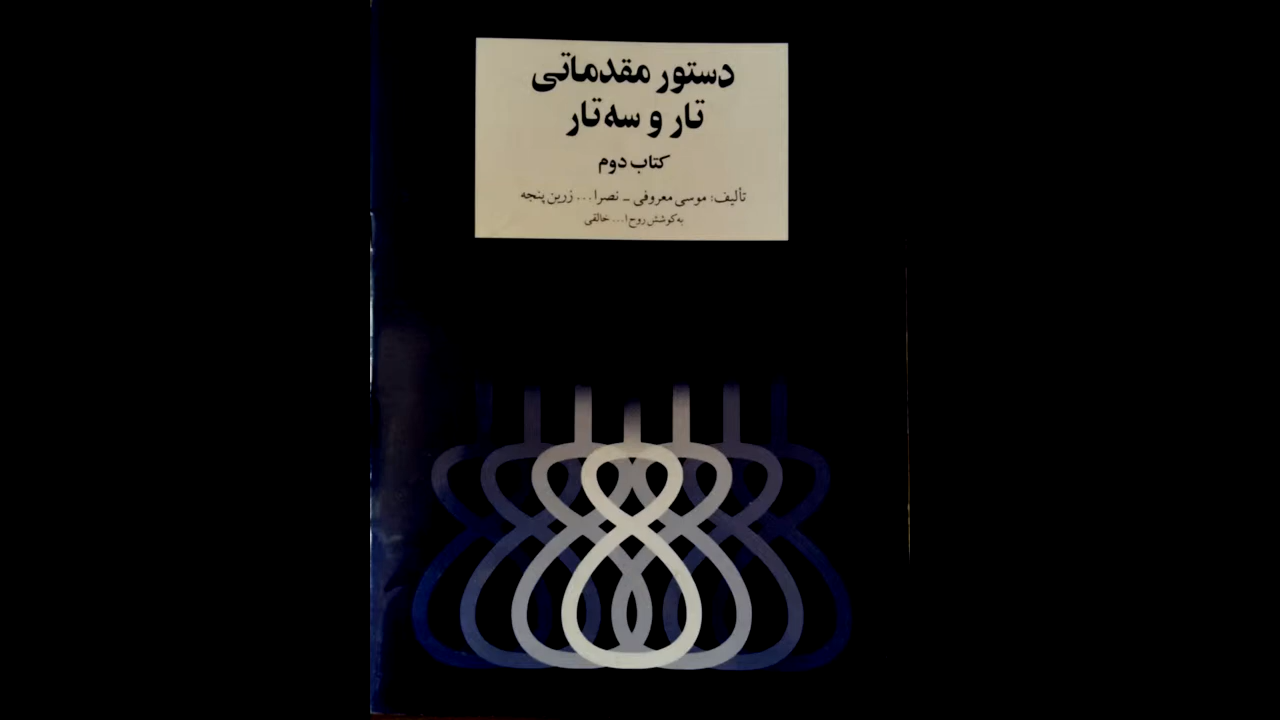 دستور مقدماتی
تار و سه‌تار
کتاب دوم
تألیف: موسی معروفی ـ نصرا... زرین پنجه
به‌کوشش روح ا... خالقی